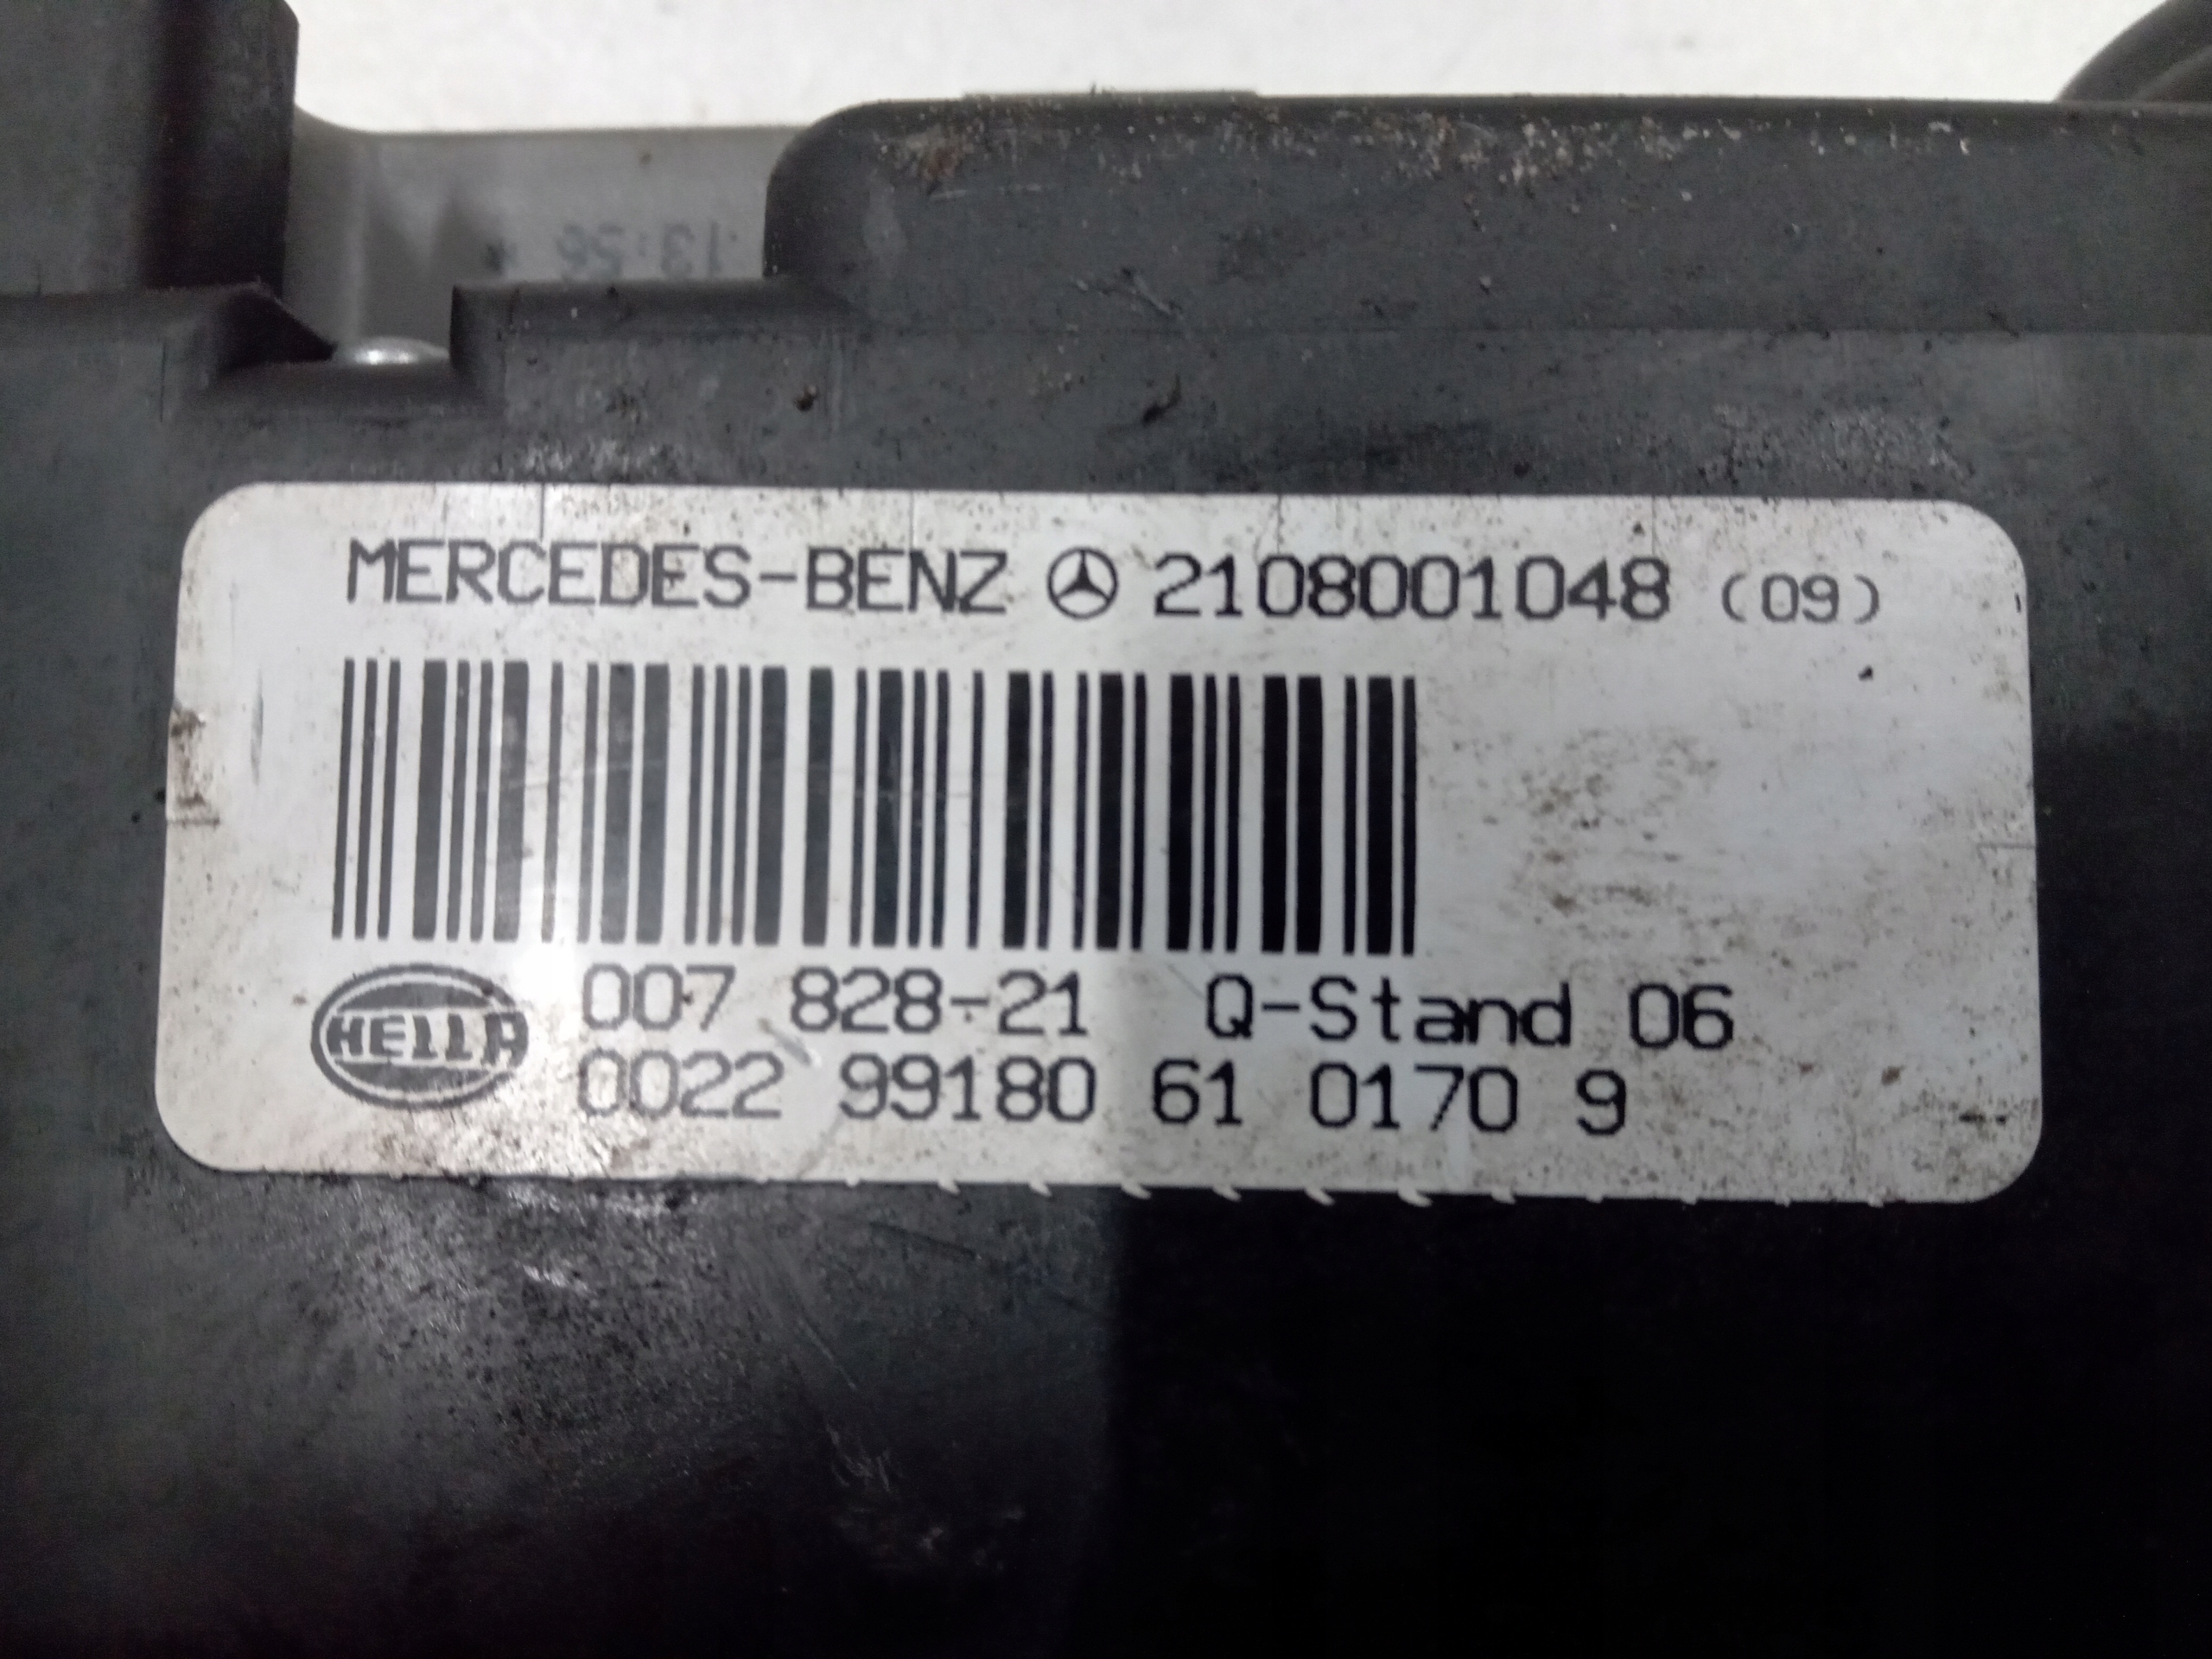 13:56 *
MERCEDES-BENZ 2108001048 (09)
HELLA 007 828-21 Q-Stand 06
0022 99180 61 0170 9